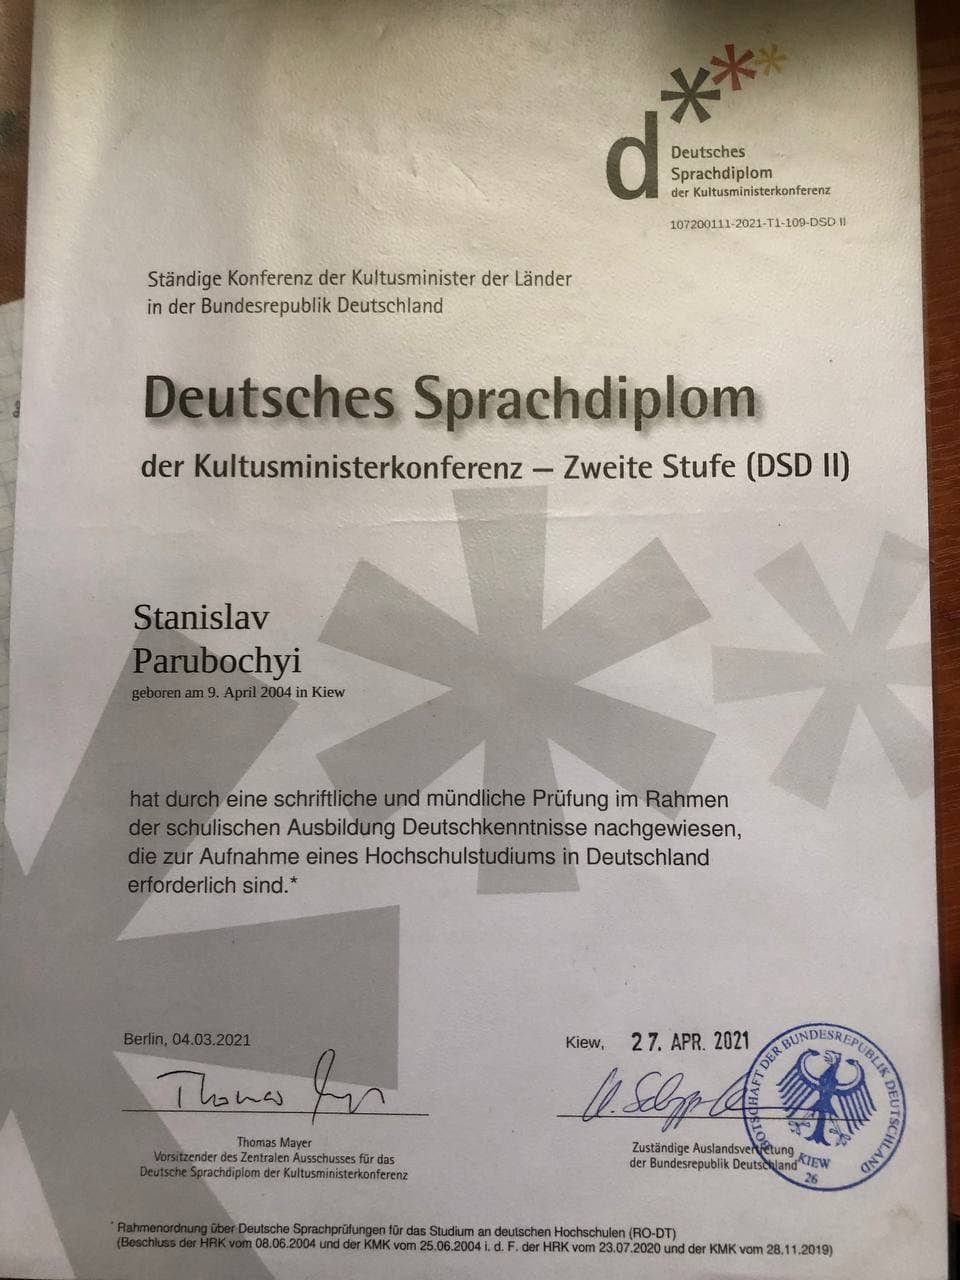 d
Deutsches
Sprachdiplom
der Kultusministerkonferenz
107200111-2021-T1-109-DSD II
Ständige Konferenz der Kultusminister der Länder
in der Bundesrepublik Deutschland
Deutsches Sprachdiplom
der Kultusministerkonferenz – Zweite Stufe (DSD II)
Stanislav
Parubochyi
geboren am 9. April 2004 in Kiew
hat durch eine schriftliche und mündliche Prüfung im Rahmen
der schulischen Ausbildung Deutschkenntnisse nachgewiesen,
die zur Aufnahme eines Hochschulstudiums in Deutschland
erforderlich sind.*
Berlin, 04.03.2021
Thomas
Thomas Mayer
Vorsitzender des Zentralen Ausschusses für das
Deutsche Sprachdiplom der Kultusministerkonferenz
Kiew, 27. APR. 2021
Zuständige Auslandsvertretung
der Bundesrepublik Deutschland
BOTSCHAFT DER BUNDESREPUBLIK DEUTSCHLAND
KIEW
26
* Rahmenordnung über Deutsche Sprachprüfungen für das Studium an deutschen Hochschulen (RO-DT)
(Beschluss der HRK vom 08.06.2004 und der KMK vom 25.06.2004 i. d. F. der HRK vom 23.07.2020 und der KMK vom 28.11.2019)